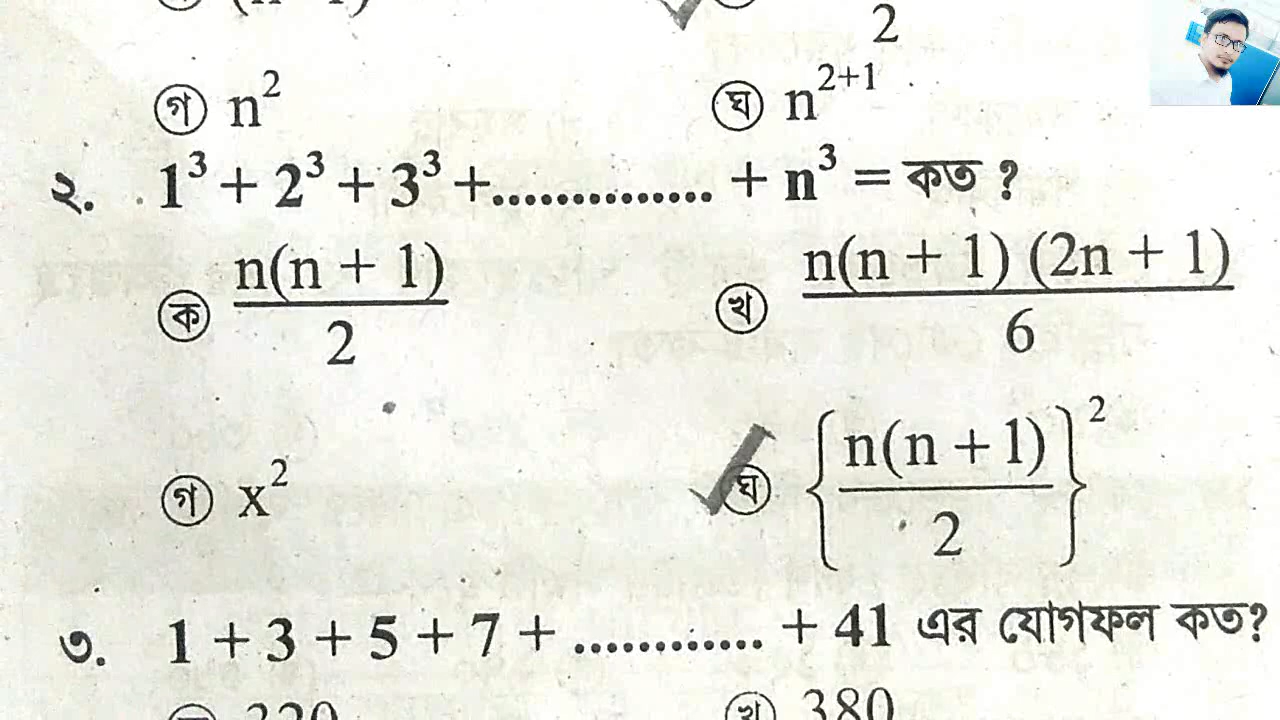 2
গ n² ঘ n²⁺¹
২. 1³ + 2³ + 3³ +.............. + n³ = কত ?
ক n(n + 1)/2 খ n(n + 1) (2n + 1)/6
গ x² ঘ {n(n + 1)/2}²
৩. 1 + 3 + 5 + 7 + ............ + 41 এর যোগফল কত?
খ 380